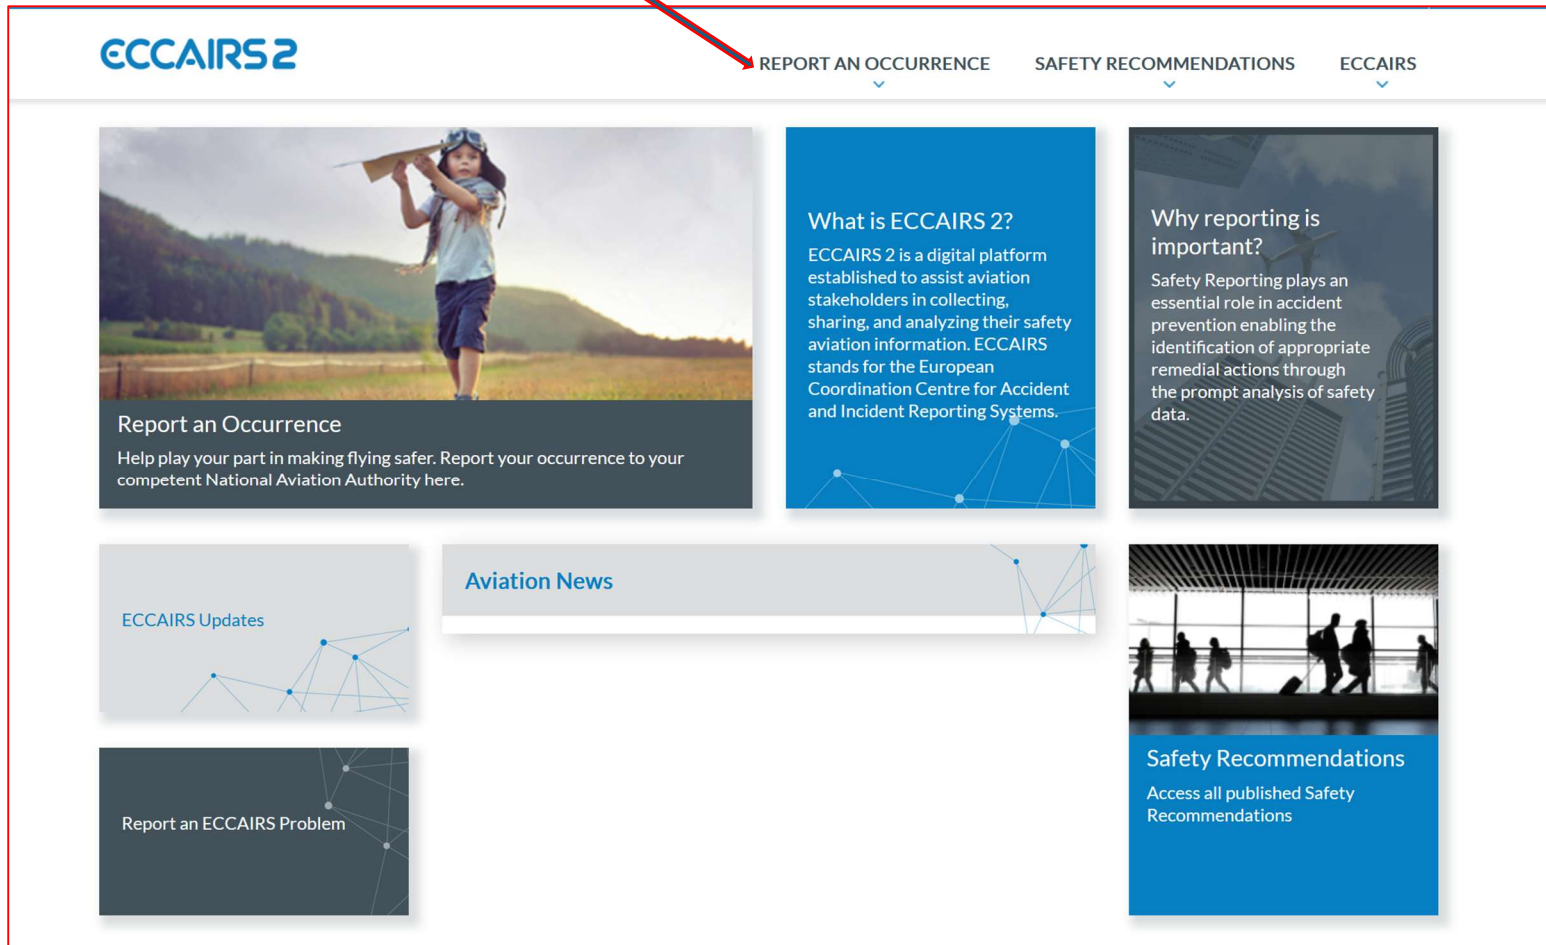 ECCAIRS 2
REPORT AN OCCURRENCE
SAFETY RECOMMENDATIONS
ECCAIRS
Report an Occurrence
Help play your part in making flying safer. Report your occurrence to your
competent National Aviation Authority here.
What is ECCAIRS 2?
ECCAIRS 2 is a digital platform
established to assist aviation
stakeholders in collecting,
sharing, and analyzing their safety
aviation information. ECCAIRS
stands for the European
Coordination Centre for Accident
and Incident Reporting Systems.
Why reporting is
important?
Safety Reporting plays an
essential role in accident
prevention enabling the
identification of appropriate
remedial actions through
the prompt analysis of safety
data.
ECCAIRS Updates
Aviation News
Report an ECCAIRS Problem
Safety Recommendations
Access all published Safety
Recommendations